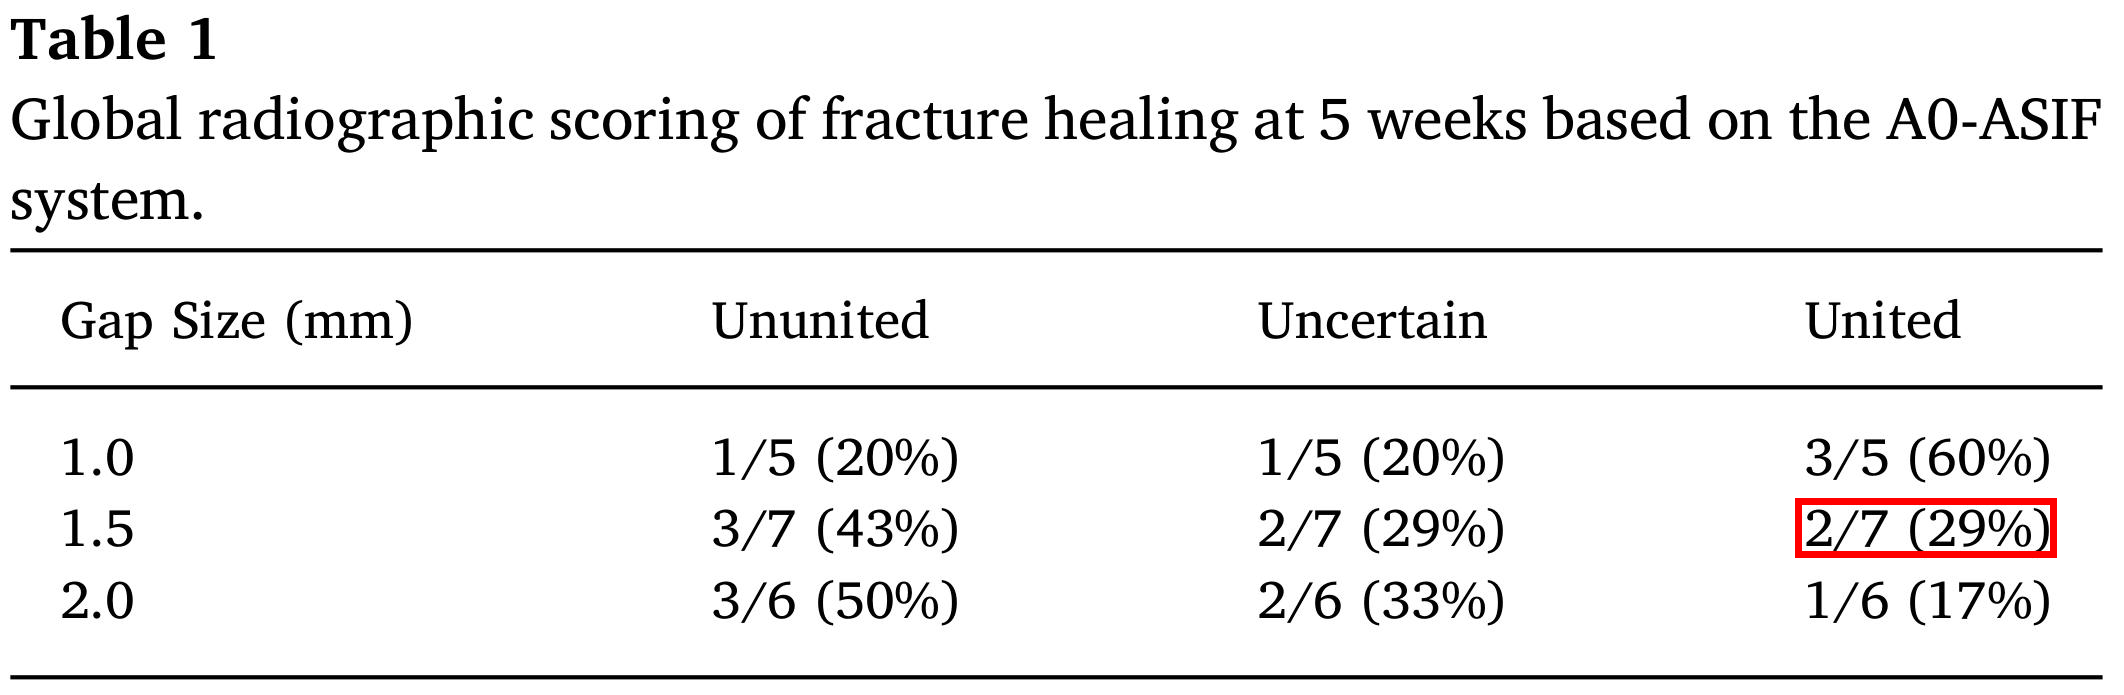 Table 1
Global radiographic scoring of fracture healing at 5 weeks based on the A0-ASIF
system.
Gap Size (mm) Ununited Uncertain United
1.0 1/5 (20%) 1/5 (20%) 3/5 (60%)
1.5 3/7 (43%) 2/7 (29%) 2/7 (29%)
2.0 3/6 (50%) 2/6 (33%) 1/6 (17%)